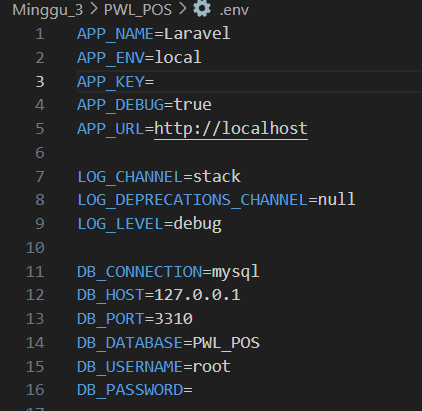 Minggu_3 > PWL_POS > .env
1 APP_NAME=Laravel
2 APP_ENV=local
3 APP_KEY=
4 APP_DEBUG=true
5 APP_URL=http://localhost
6
7 LOG_CHANNEL=stack
8 LOG_DEPRECATIONS_CHANNEL=null
9 LOG_LEVEL=debug
10
11 DB_CONNECTION=mysql
12 DB_HOST=127.0.0.1
13 DB_PORT=3310
14 DB_DATABASE=PWL_POS
15 DB_USERNAME=root
16 DB_PASSWORD=
17